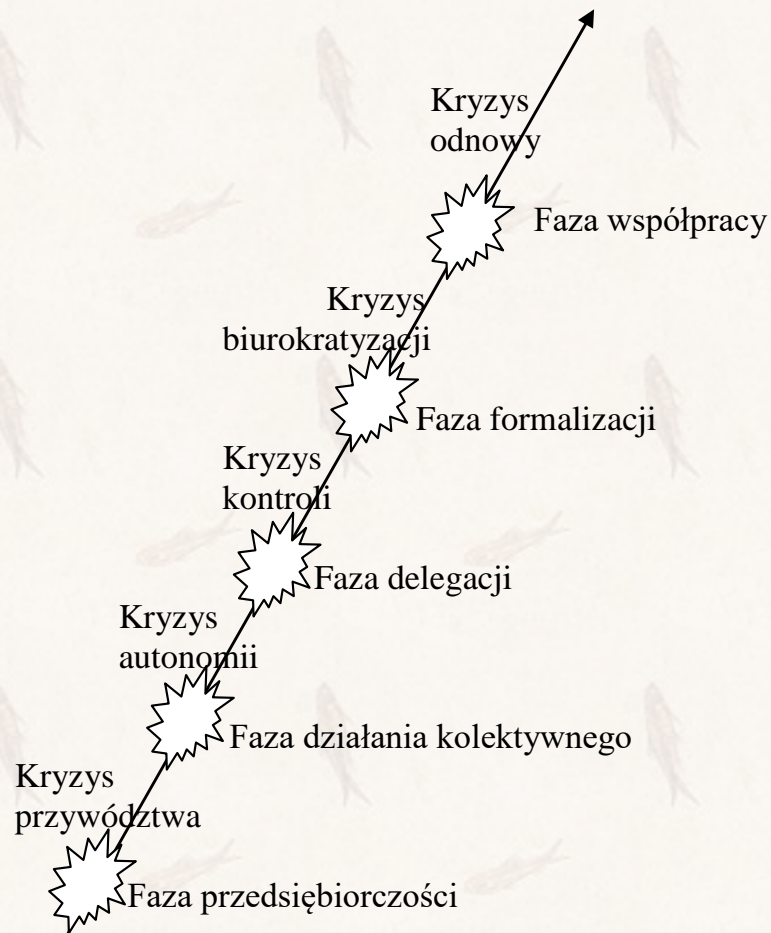 Kryzys
odnowy
Faza współpracy
Kryzys
biurokratyzacji
Faza formalizacji
Kryzys
kontroli
Faza delegacji
Kryzys
autonomii
Faza działania kolektywnego
Kryzys
przywództwa
Faza przedsiębiorczości